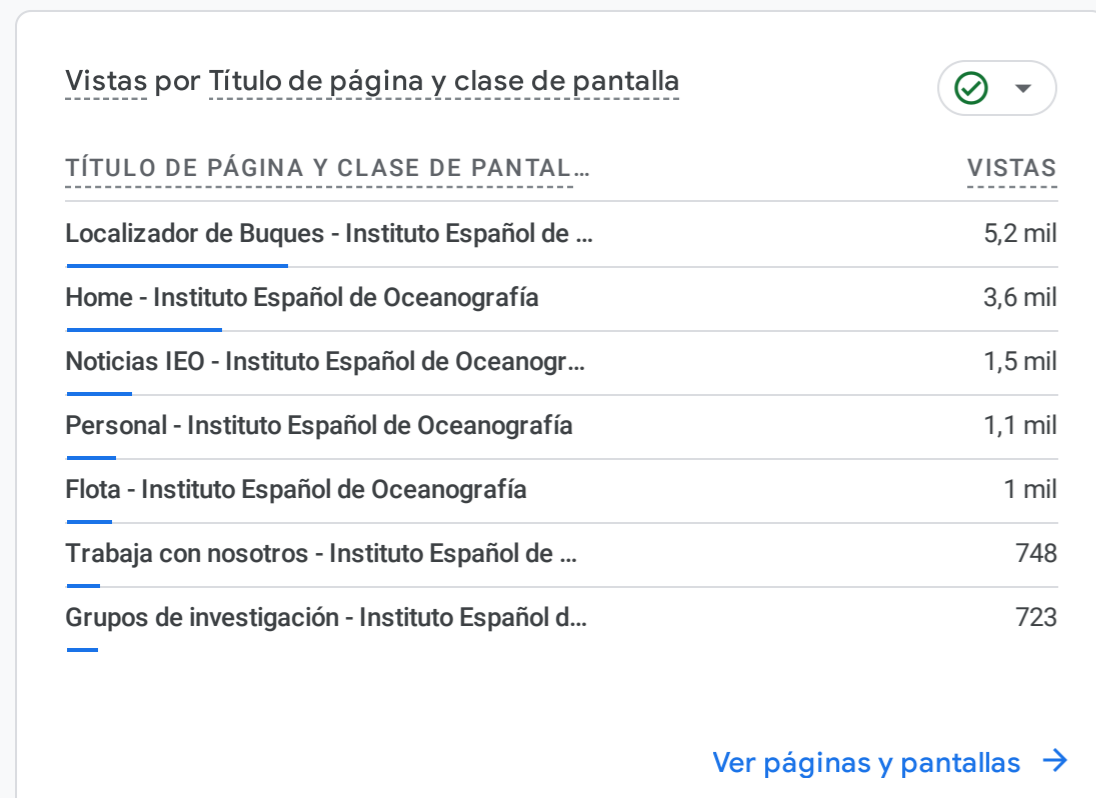 Vistas por Título de página y clase de pantalla
TÍTULO DE PÁGINA Y CLASE DE PANTAL… VISTAS
Localizador de Buques - Instituto Español de … 5,2 mil
Home - Instituto Español de Oceanografía 3,6 mil
Noticias IEO - Instituto Español de Oceanogr… 1,5 mil
Personal - Instituto Español de Oceanografía 1,1 mil
Flota - Instituto Español de Oceanografía 1 mil
Trabaja con nosotros - Instituto Español de … 748
Grupos de investigación - Instituto Español d… 723
Ver páginas y pantallas